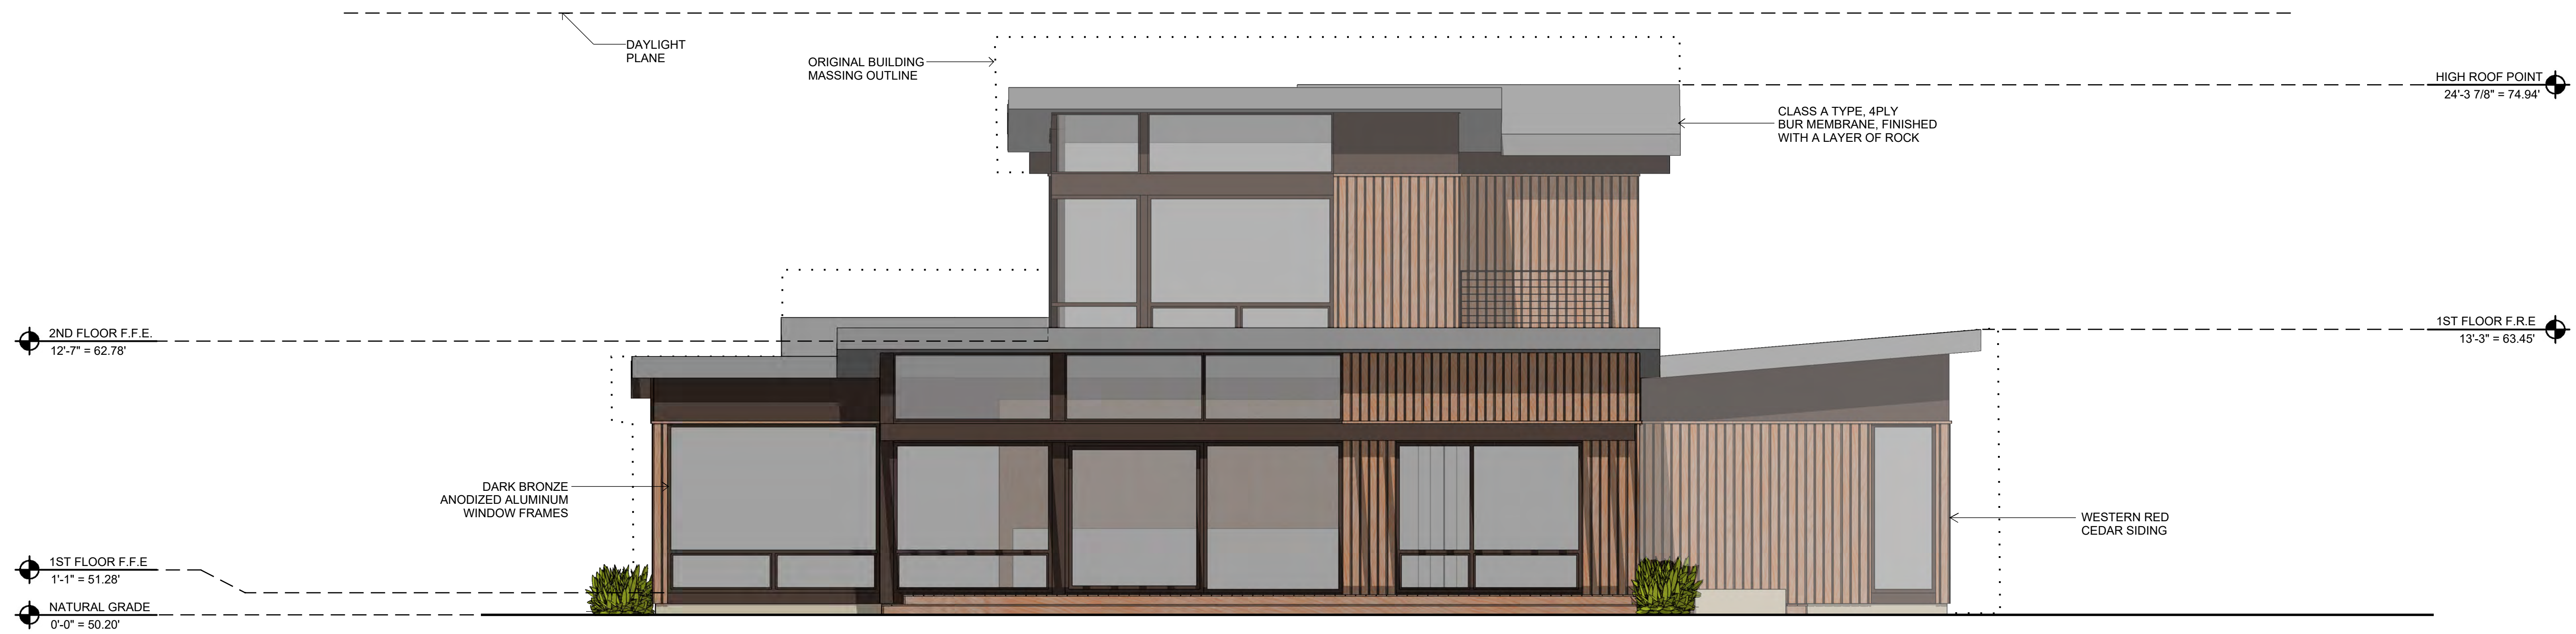 DAYLIGHT
PLANE
ORIGINAL BUILDING
MASSING OUTLINE
HIGH ROOF POINT
24'-3 7/8" = 74.94'
CLASS A TYPE, 4PLY
BUR MEMBRANE, FINISHED
WITH A LAYER OF ROCK
2ND FLOOR F.F.E.
12'-7" = 62.78'
1ST FLOOR F.R.E
13'-3" = 63.45'
DARK BRONZE
ANODIZED ALUMINUM
WINDOW FRAMES
WESTERN RED
CEDAR SIDING
1ST FLOOR F.F.E
1'-1" = 51.28'
NATURAL GRADE
0'-0" = 50.20'